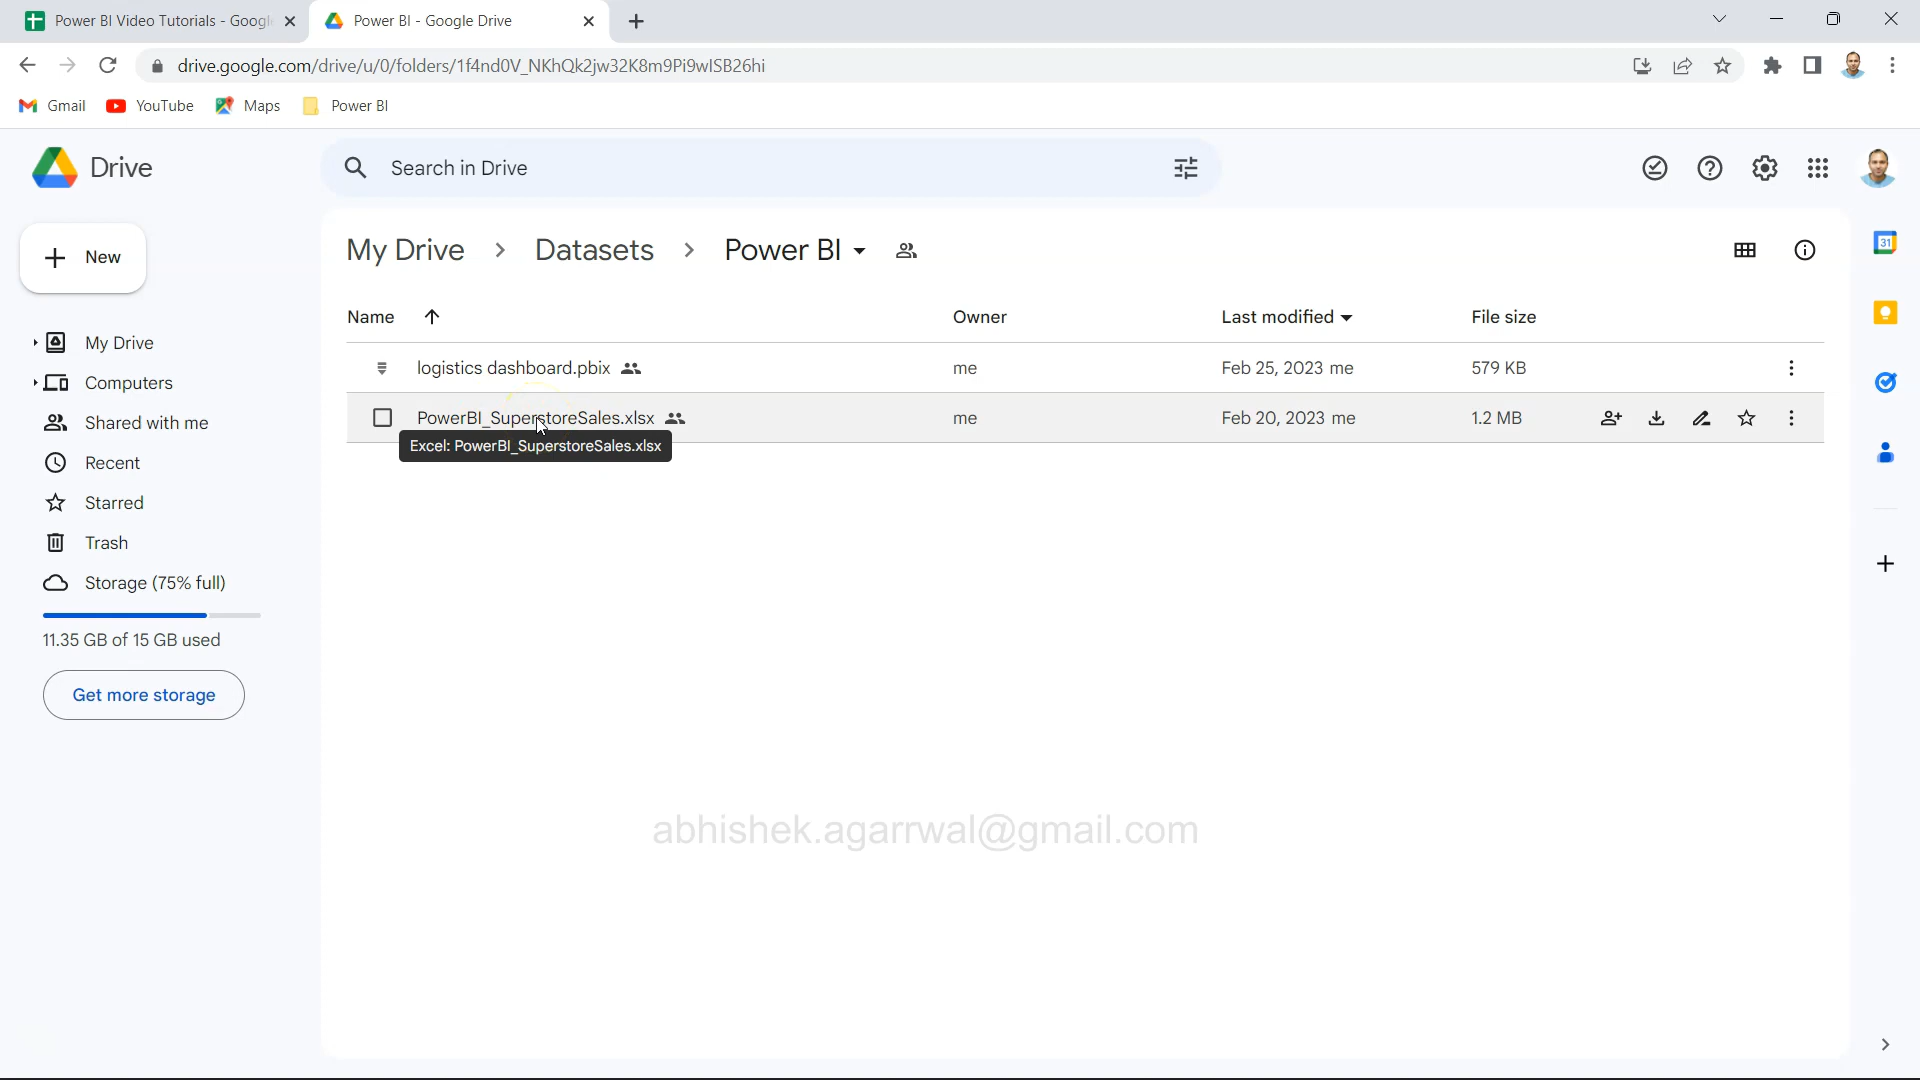 Power BI Video Tutorials - Googl
Power BI - Google Drive
drive.google.com/drive/u/0/folders/1f4nd0V_NKhQk2jw32K8m9Pi9wISB26hi
Gmail
YouTube
Maps
Power BI
Drive
Search in Drive
New
My Drive
Computers
Shared with me
Recent
Starred
Trash
Storage (75% full)
11.35 GB of 15 GB used
Get more storage
My Drive > Datasets > Power BI
Name Owner Last modified File size
logistics dashboard.pbix me Feb 25, 2023 me 579 KB
PowerBI_SuperstoreSales.xlsx me Feb 20, 2023 me 1.2 MB
Excel: PowerBI_SuperstoreSales.xlsx
abhishek.agarrwal@gmail.com
31